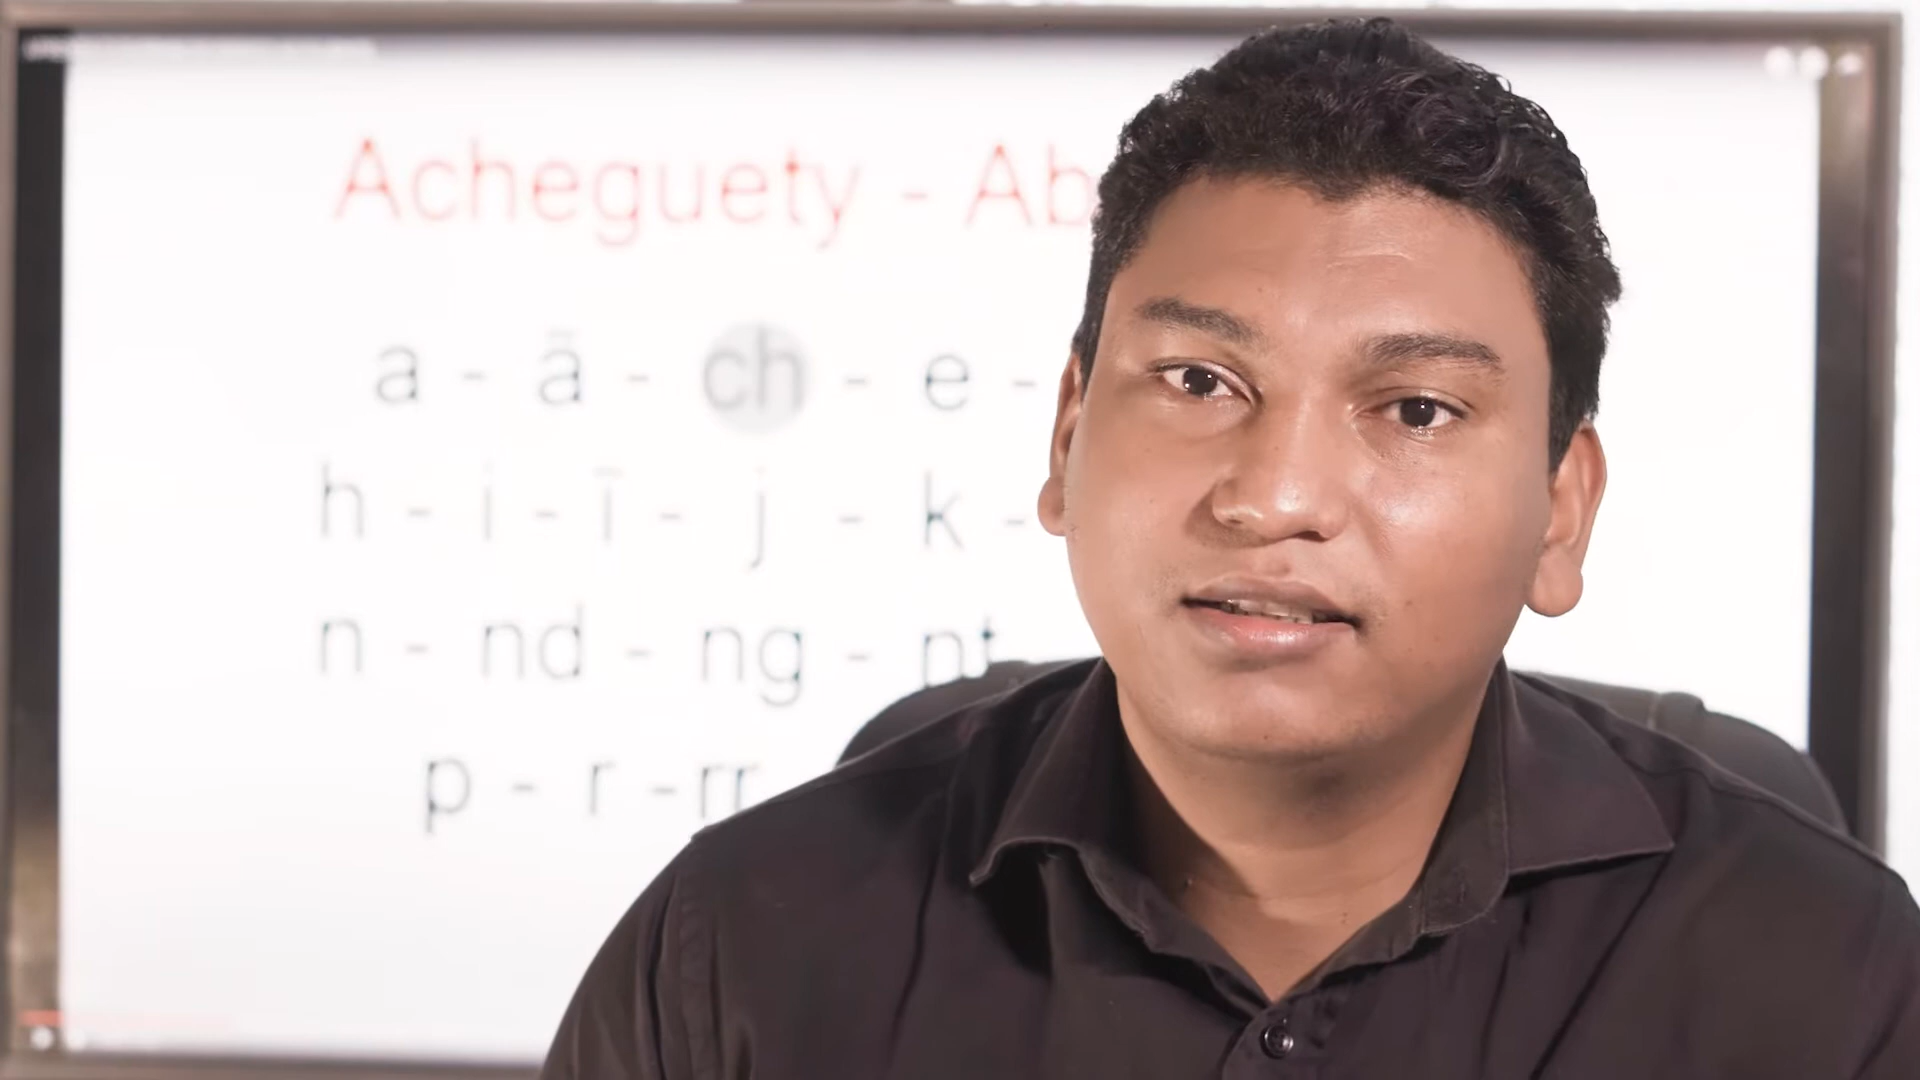 Acheguety - Ab
a - ā - ch - e -
h - i - ī - j - k -
n - nd - ng - nt
p - r - rr